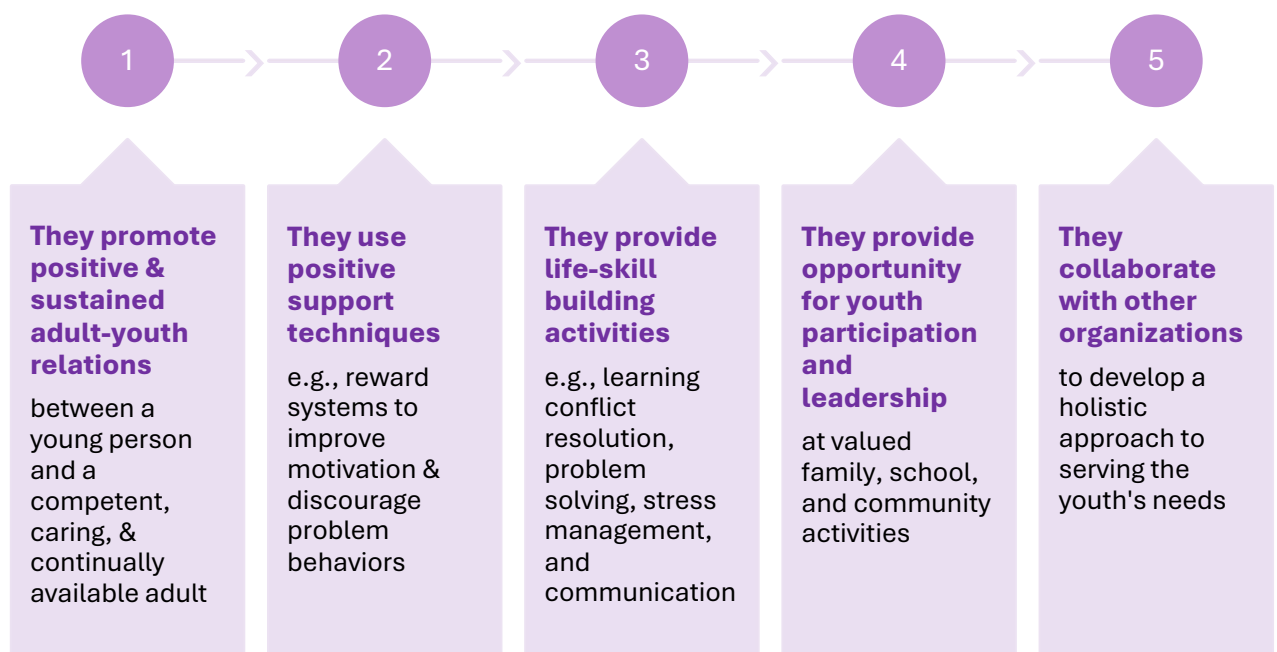 1
2
3
4
5
They promote
positive &
sustained
adult-youth
relations
between a
young person
and a
competent,
caring, &
continually
available adult
They use
positive
support
techniques
e.g., reward
systems to
improve
motivation &
discourage
problem
behaviors
They provide
life-skill
building
activities
e.g., learning
conflict
resolution,
problem
solving, stress
management,
and
communication
They provide
opportunity
for youth
participation
and
leadership
at valued
family, school,
and community
activities
They
collaborate
with other
organizations
to develop a
holistic
approach to
serving the
youth's needs